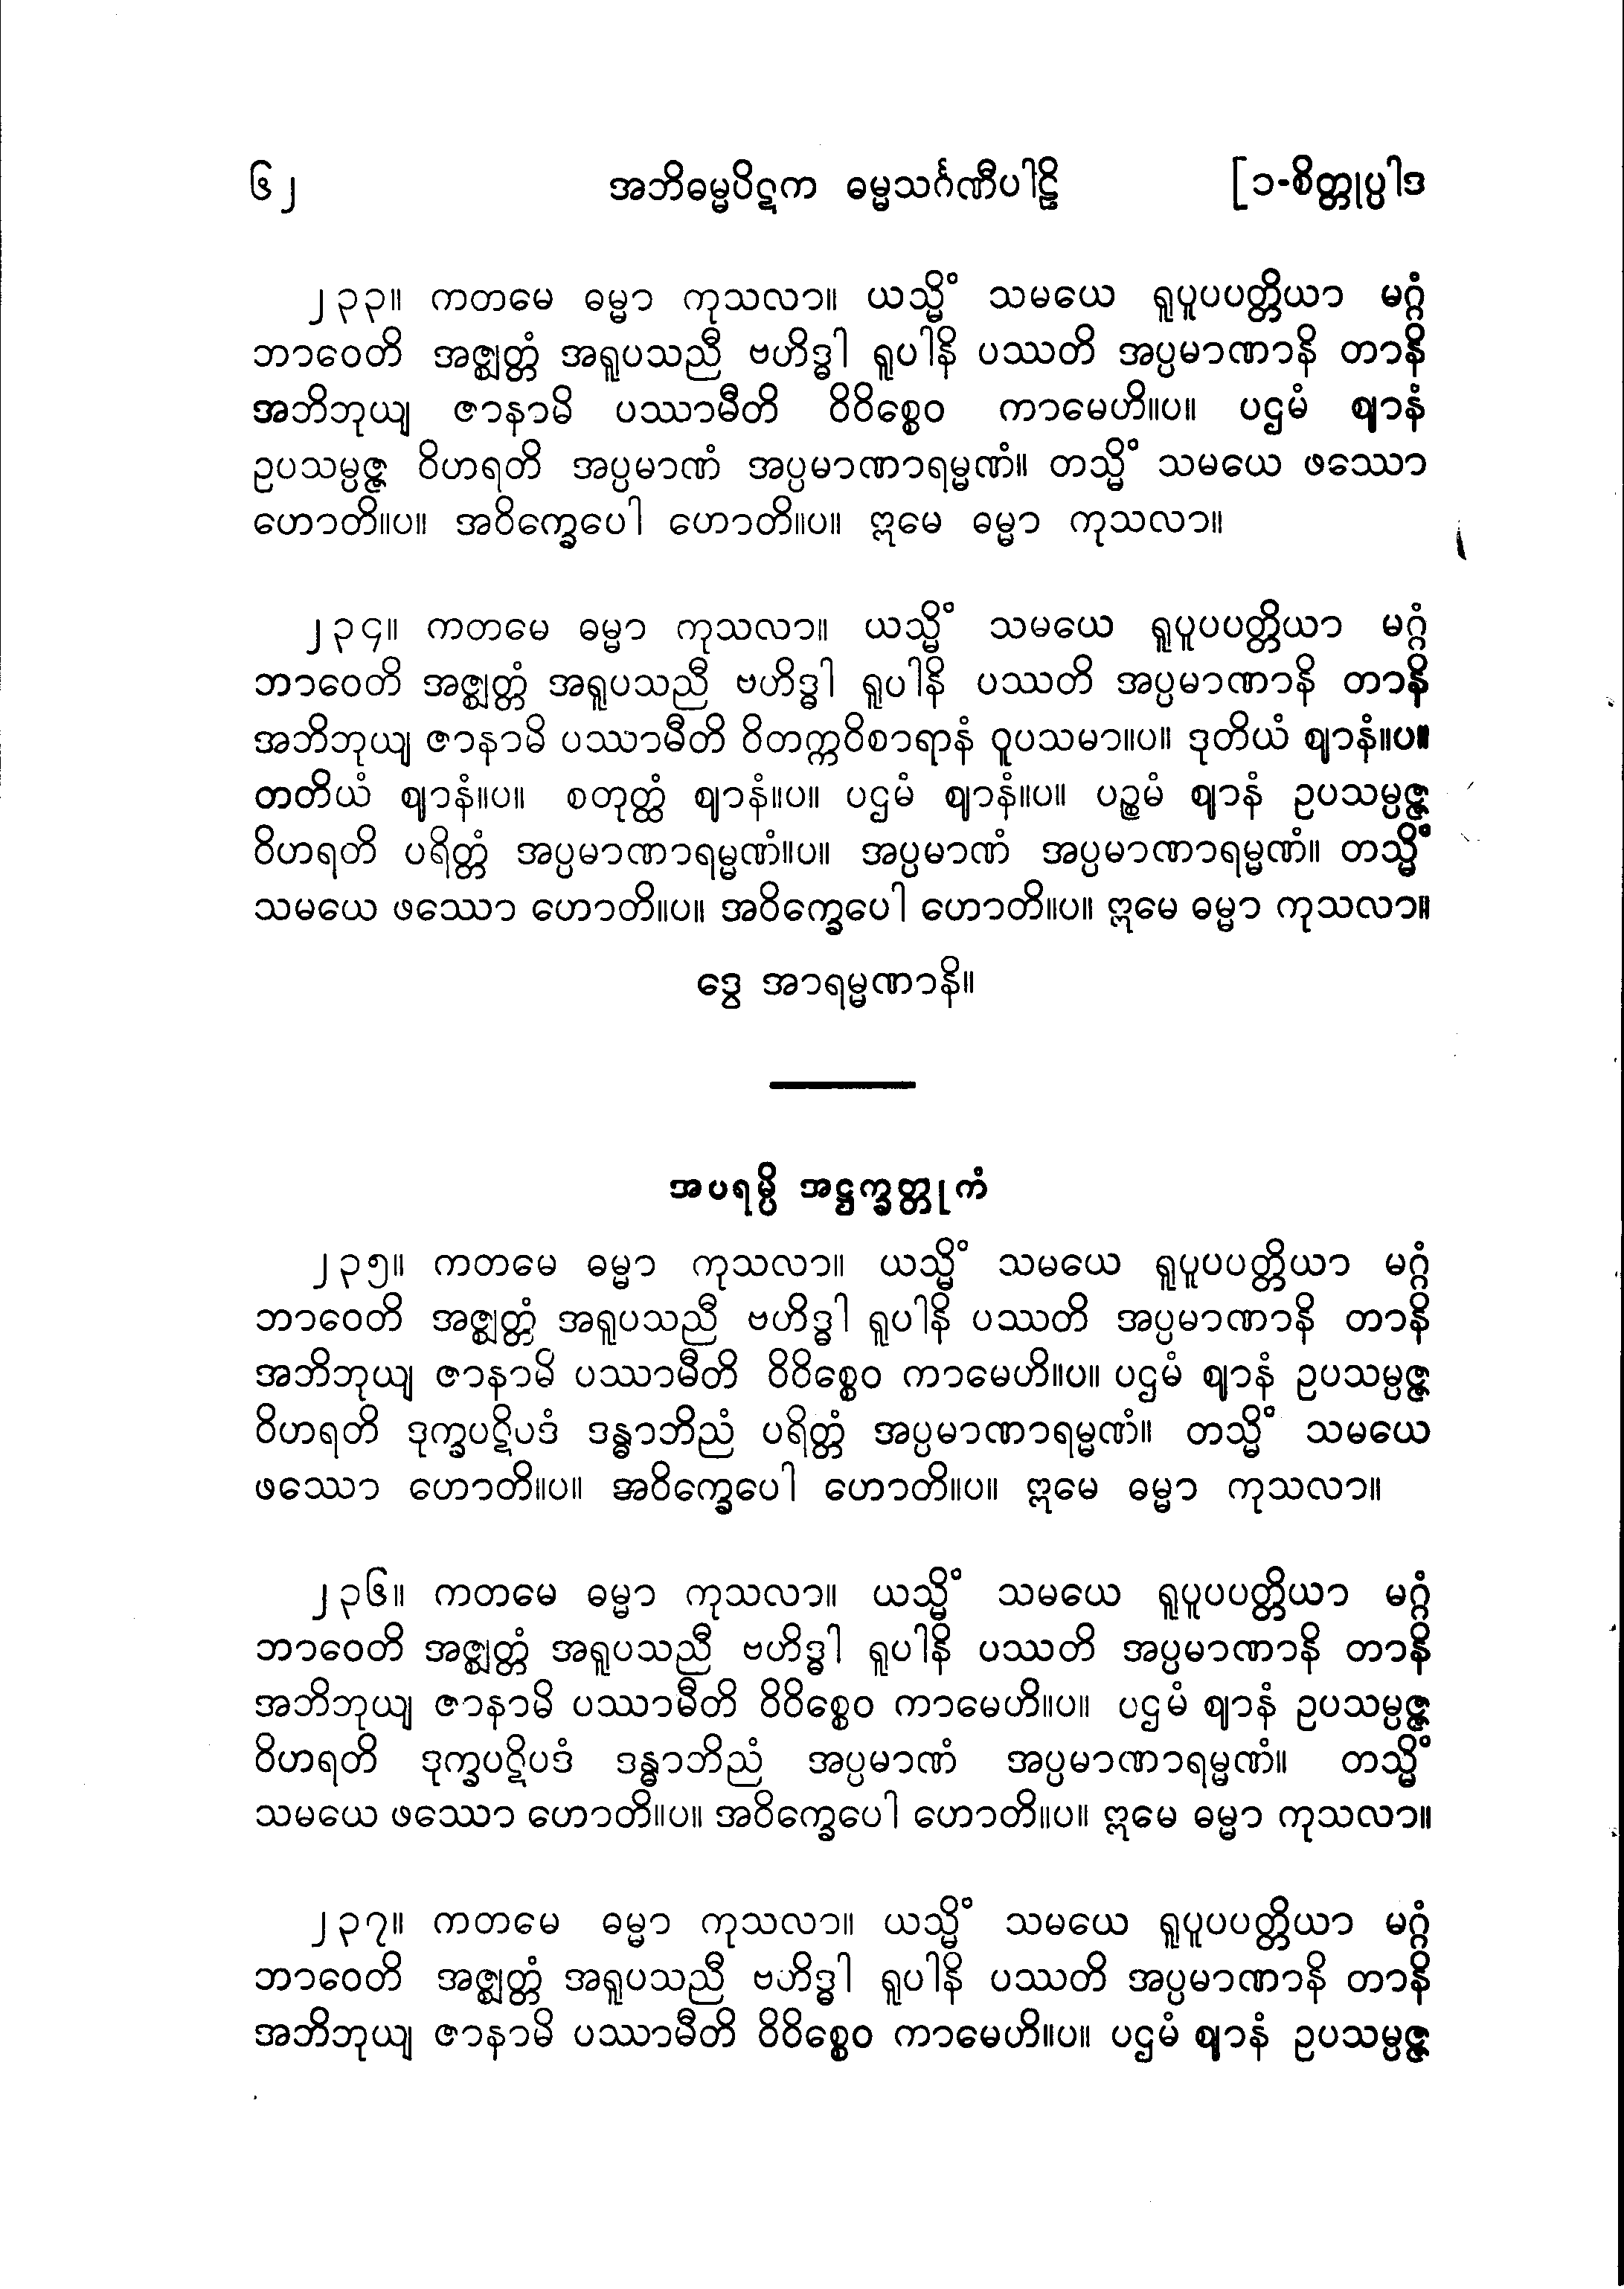 ၆၂ အဘိဓမ္မပိဋက ဓမ္မသင်္ဂဏီပါဠိ [၁-စိတ္တုပ္ပါဒ
၂၃၃။ ကတမေ ဓမ္မာ ကုသလာ။ ယသ္မိံ သမယေ ရူပူပပတ္တိယာ မဂ္ဂံ
ဘာဝေတိ အဇ္ဈတ္တံ အရူပသညီ ဗဟိဒ္ဓါ ရူပါနိ ပဿတိ အပ္ပမာဏာနိ တာနိ
အဘိဘုယျ ဇာနာမိ ပဿာမီတိ ဝိဝိစ္စေဝ ကာမေဟိ။ပ။ ပဌမံ ဈာနံ
ဥပသမ္ပဇ္ဇ ဝိဟရတိ အပ္ပမာဏံ အပ္ပမာဏာရမ္မဏံ။ တသ္မိံ သမယေ ဖဿော
ဟောတိ။ပ။ အဝိက္ခေပေါ ဟောတိ။ပ။ ဣမေ ဓမ္မာ ကုသလာ။
၂၃၄။ ကတမေ ဓမ္မာ ကုသလာ။ ယသ္မိံ သမယေ ရူပူပပတ္တိယာ မဂ္ဂံ
ဘာဝေတိ အဇ္ဈတ္တံ အရူပသညီ ဗဟိဒ္ဓါ ရူပါနိ ပဿတိ အပ္ပမာဏာနိ တာနိ
အဘိဘုယျ ဇာနာမိ ပဿာမီတိ ဝိတက္ကဝိစာရာနံ ဝူပသမာ။ပ။ ဒုတိယံ ဈာနံ။ပ။
တတိယံ ဈာနံ။ပ။ စတုတ္ထံ ဈာနံ။ပ။ ပဌမံ ဈာနံ။ပ။ ပဉ္စမံ ဈာနံ ဥပသမ္ပဇ္ဇ
ဝိဟရတိ ပရိတ္တံ အပ္ပမာဏာရမ္မဏံ။ပ။ အပ္ပမာဏံ အပ္ပမာဏာရမ္မဏံ။ တသ္မိံ
သမယေ ဖဿော ဟောတိ။ပ။ အဝိက္ခေပေါ ဟောတိ။ပ။ ဣမေ ဓမ္မာ ကုသလာ။
ဒွေ အာရမ္မဏာနိ။
အပရမ္ပိ အဋ္ဌက္ခတ္တုကံ
၂၃၅။ ကတမေ ဓမ္မာ ကုသလာ။ ယသ္မိံ သမယေ ရူပူပပတ္တိယာ မဂ္ဂံ
ဘာဝေတိ အဇ္ဈတ္တံ အရူပသညီ ဗဟိဒ္ဓါ ရူပါနိ ပဿတိ အပ္ပမာဏာနိ တာနိ
အဘိဘုယျ ဇာနာမိ ပဿာမီတိ ဝိဝိစ္စေဝ ကာမေဟိ။ပ။ ပဌမံ ဈာနံ ဥပသမ္ပဇ္ဇ
ဝိဟရတိ ဒုက္ခပဋိပဒံ ဒန္ဓာဘိညံ ပရိတ္တံ အပ္ပမာဏာရမ္မဏံ။ တသ္မိံ သမယေ
ဖဿော ဟောတိ။ပ။ အဝိက္ခေပေါ ဟောတိ။ပ။ ဣမေ ဓမ္မာ ကုသလာ။
၂၃၆။ ကတမေ ဓမ္မာ ကုသလာ။ ယသ္မိံ သမယေ ရူပူပပတ္တိယာ မဂ္ဂံ
ဘာဝေတိ အဇ္ဈတ္တံ အရူပသညီ ဗဟိဒ္ဓါ ရူပါနိ ပဿတိ အပ္ပမာဏာနိ တာနိ
အဘိဘုယျ ဇာနာမိ ပဿာမီတိ ဝိဝိစ္စေဝ ကာမေဟိ။ပ။ ပဌမံ ဈာနံ ဥပသမ္ပဇ္ဇ
ဝိဟရတိ ဒုက္ခပဋိပဒံ ဒန္ဓာဘိညံ အပ္ပမာဏံ အပ္ပမာဏာရမ္မဏံ။ တသ္မိံ
သမယေ ဖဿော ဟောတိ။ပ။ အဝိက္ခေပေါ ဟောတိ။ပ။ ဣမေ ဓမ္မာ ကုသလာ။
၂၃၇။ ကတမေ ဓမ္မာ ကုသလာ။ ယသ္မိံ သမယေ ရူပူပပတ္တိယာ မဂ္ဂံ
ဘာဝေတိ အဇ္ဈတ္တံ အရူပသညီ ဗဟိဒ္ဓါ ရူပါနိ ပဿတိ အပ္ပမာဏာနိ တာနိ
အဘိဘုယျ ဇာနာမိ ပဿာမီတိ ဝိဝိစ္စေဝ ကာမေဟိ။ပ။ ပဌမံ ဈာနံ ဥပသမ္ပဇ္ဇ